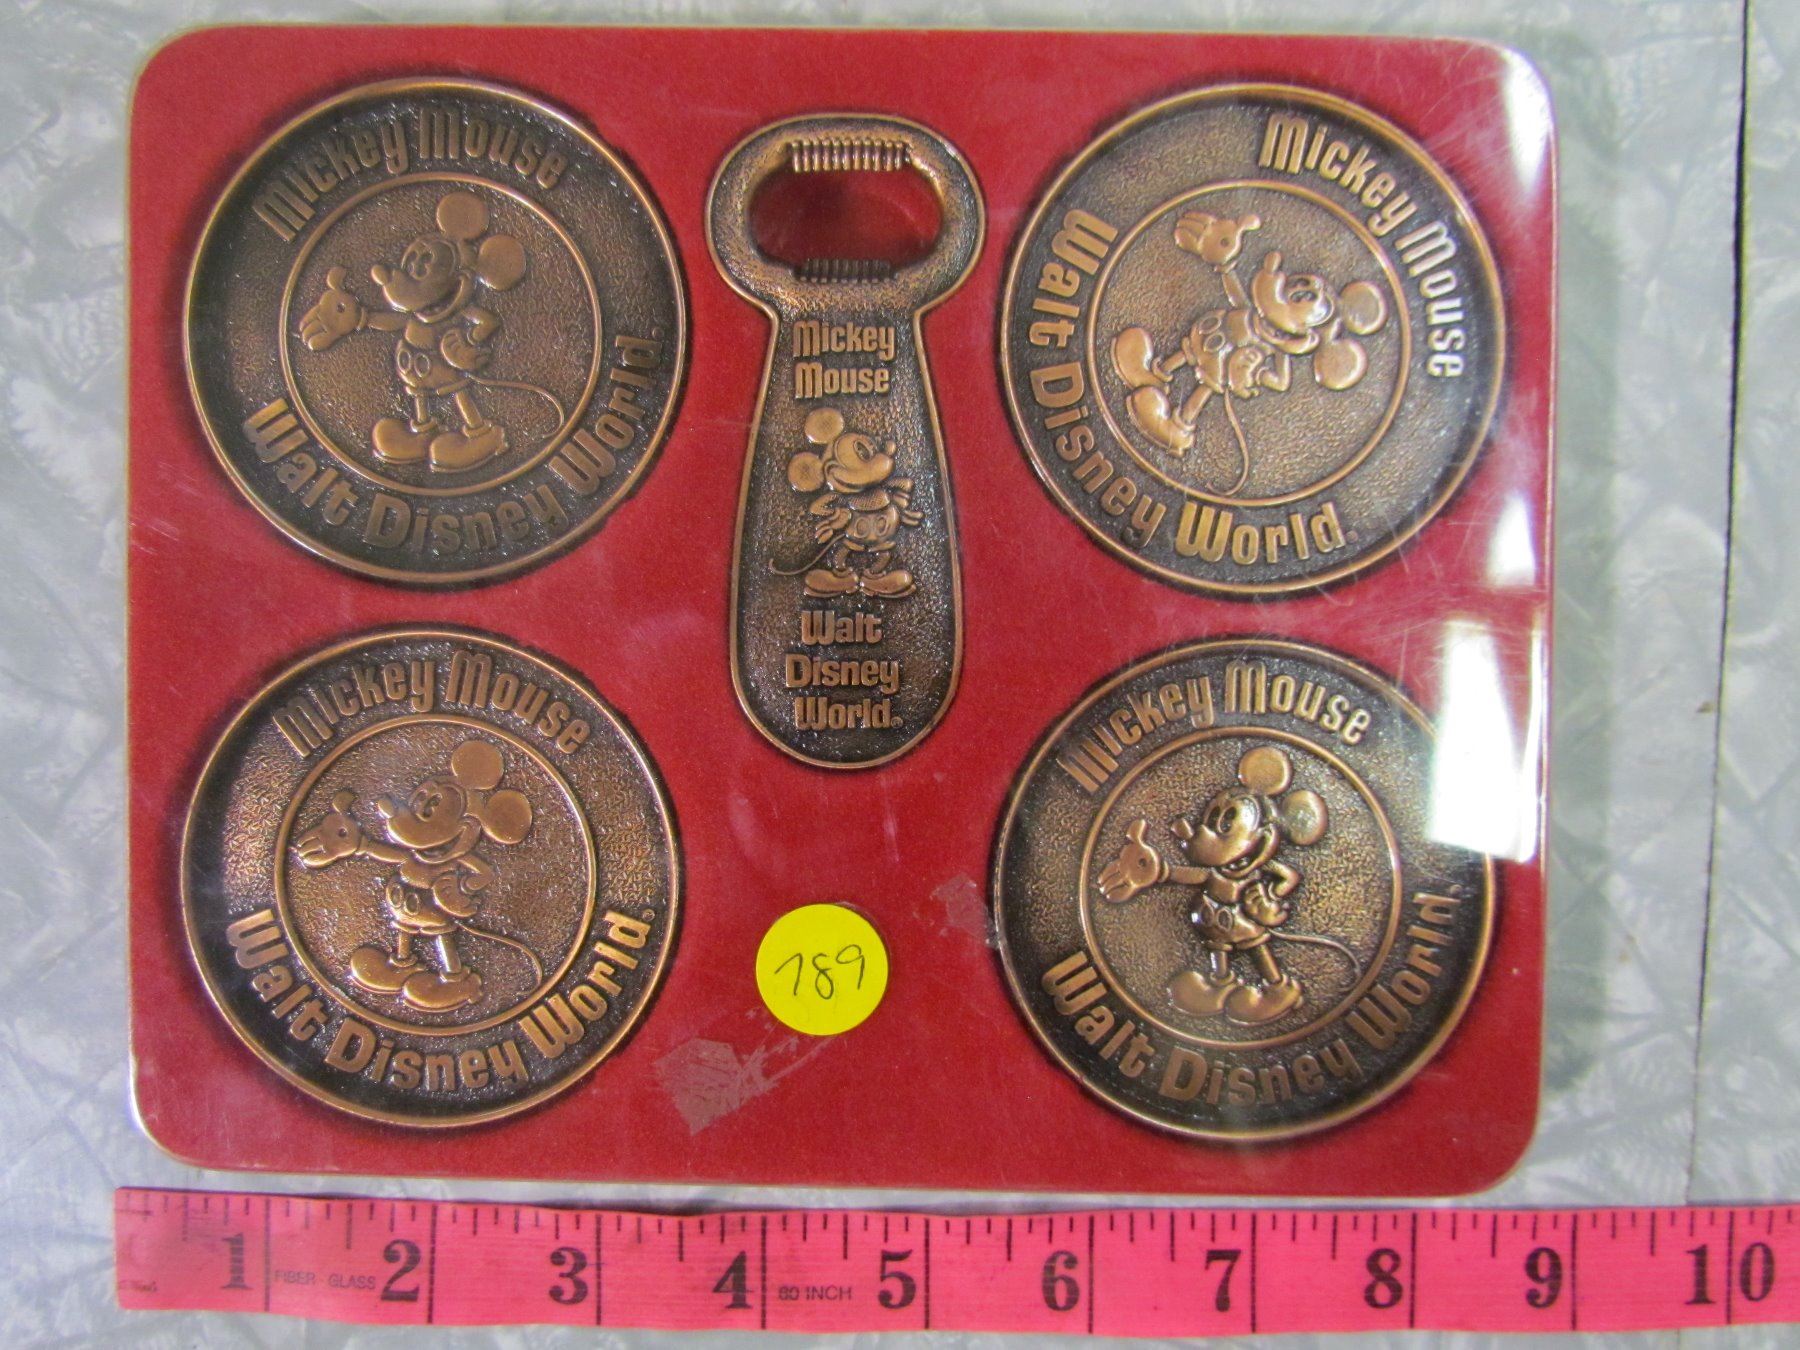 Mickey Mouse
Walt Disney World®
Mickey
Mouse
Walt
Disney
World®
Mickey Mouse
Walt Disney World®
Mickey Mouse
Walt Disney World®
789
Mickey Mouse
Walt Disney World®
1 2 3 4 5 6 7 8 9 10
FIBER - GLASS
60 INCH